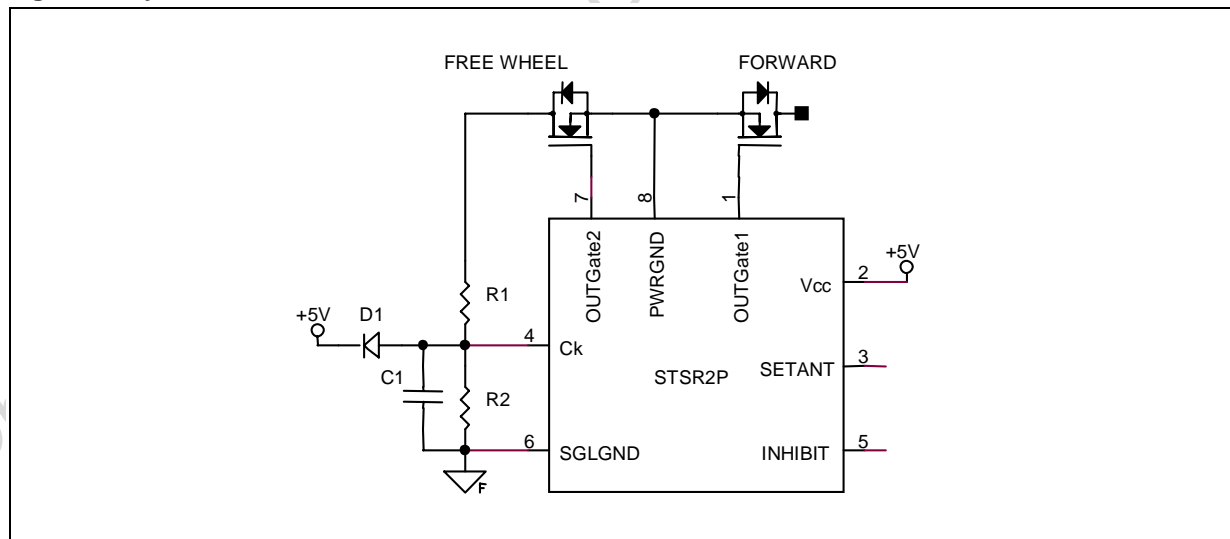 FREE WHEEL
FORWARD
7
8
1
OUTGate2
PWRGND
OUTGate1
+5V
2
Vcc
R1
+5V
D1
4
Ck
3
SETANT
STSR2P
C1
R2
6
SGLGND
5
INHIBIT
F